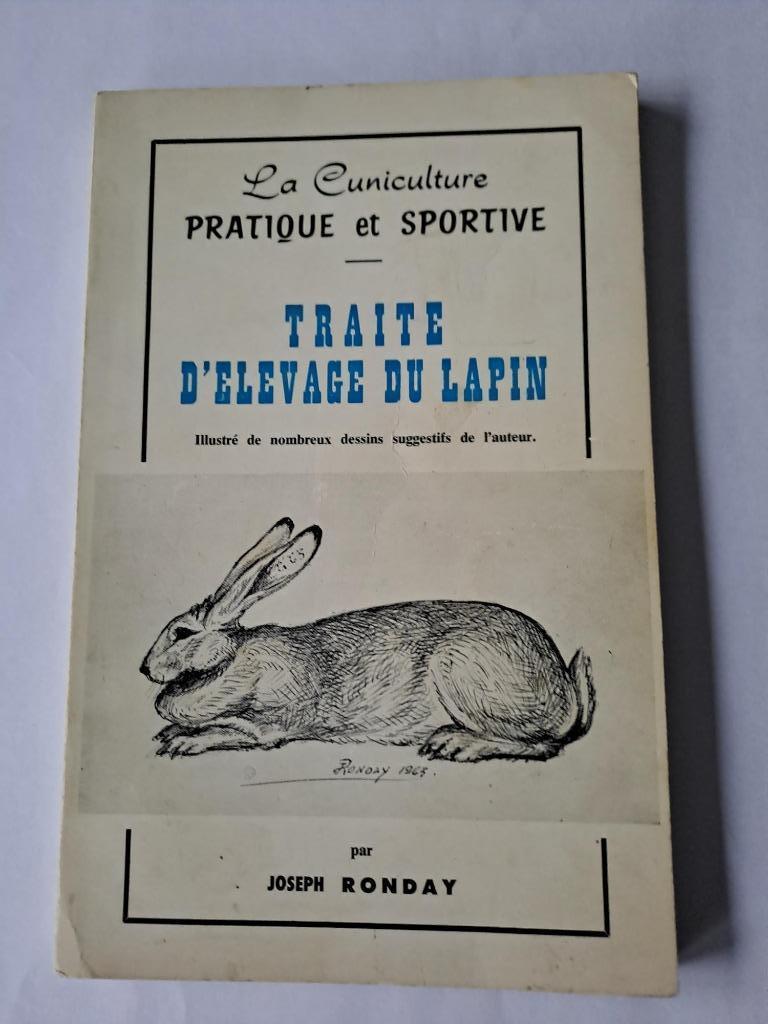 La Cuniculture
PRATIQUE et SPORTIVE
TRAITE
D'ELEVAGE DU LAPIN
Illustré de nombreux dessins suggestifs de l'auteur.
RONDAY 1963.
par
JOSEPH RONDAY